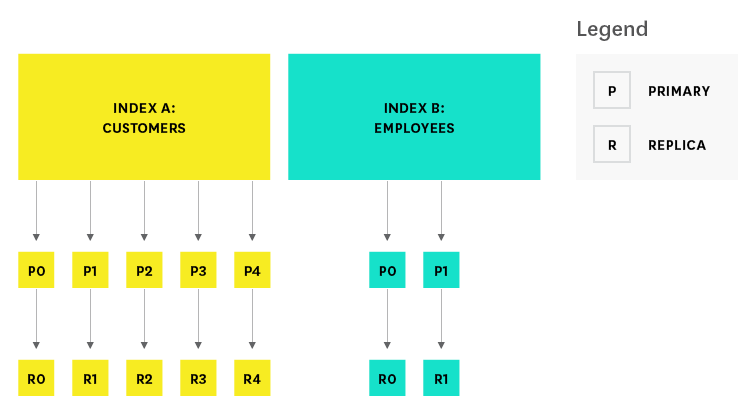 Legend
INDEX A:
CUSTOMERS
INDEX B:
EMPLOYEES
P PRIMARY
R REPLICA
P0 P1 P2 P3 P4 P0 P1
R0 R1 R2 R3 R4 R0 R1